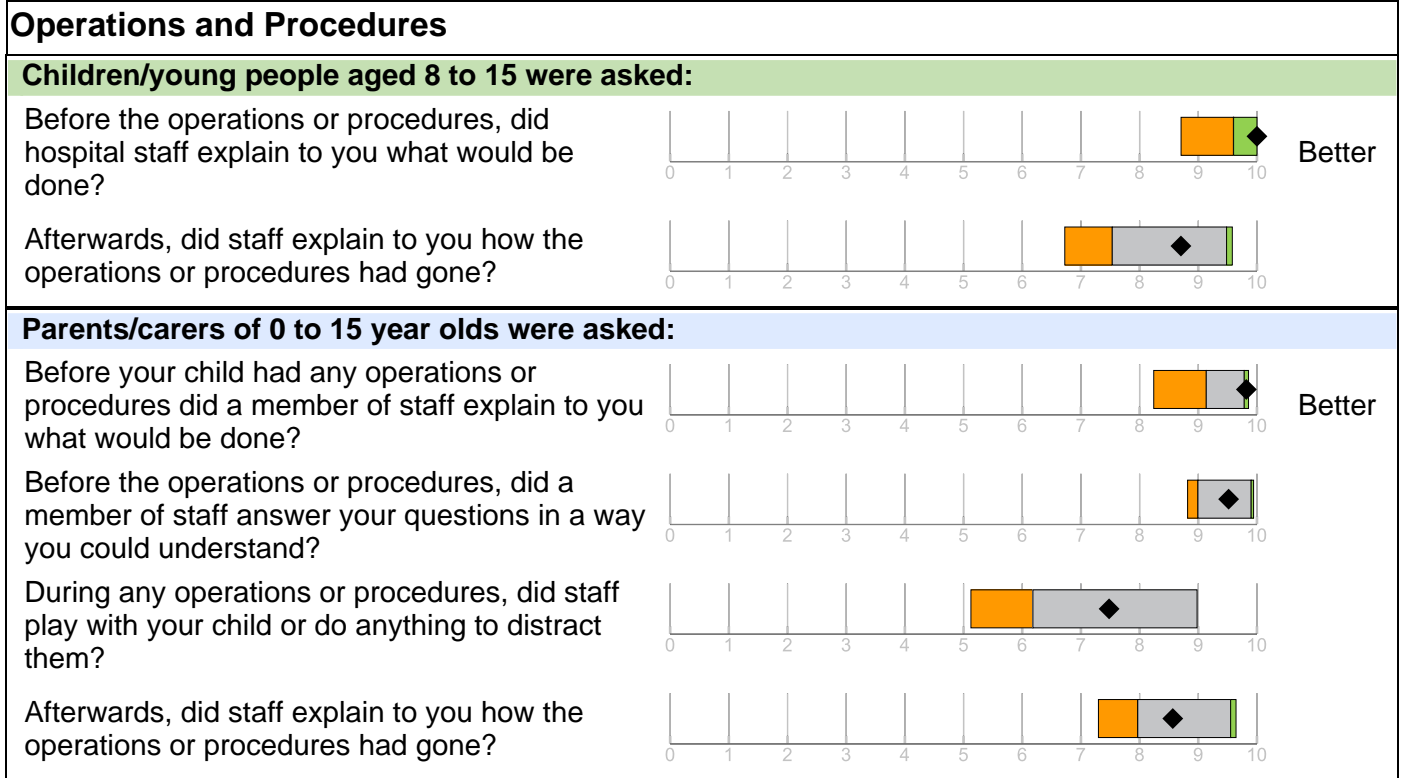 Operations and Procedures
Children/young people aged 8 to 15 were asked:
Before the operations or procedures, did
hospital staff explain to you what would be
done?
0 1 2 3 4 5 6 7 8 9 10
Better
Afterwards, did staff explain to you how the
operations or procedures had gone?
0 1 2 3 4 5 6 7 8 9 10
Parents/carers of 0 to 15 year olds were asked:
Before your child had any operations or
procedures did a member of staff explain to you
what would be done?
0 1 2 3 4 5 6 7 8 9 10
Better
Before the operations or procedures, did a
member of staff answer your questions in a way
you could understand?
0 1 2 3 4 5 6 7 8 9 10
During any operations or procedures, did staff
play with your child or do anything to distract
them?
0 1 2 3 4 5 6 7 8 9 10
Afterwards, did staff explain to you how the
operations or procedures had gone?
0 1 2 3 4 5 6 7 8 9 10